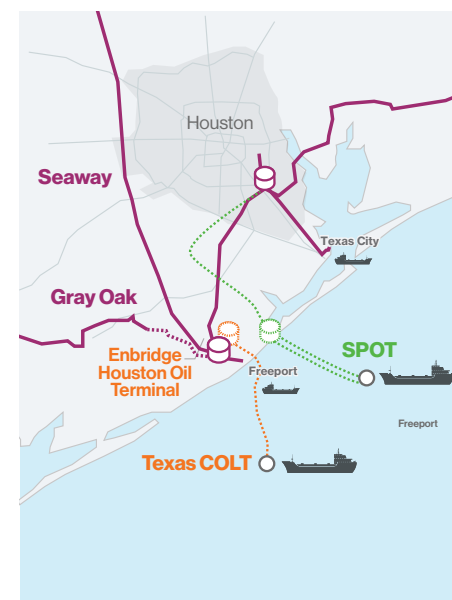 Houston
Seaway
Texas City
Gray Oak
Enbridge
Houston Oil
Terminal
SPOT
Freeport
Freeport
Texas COLT